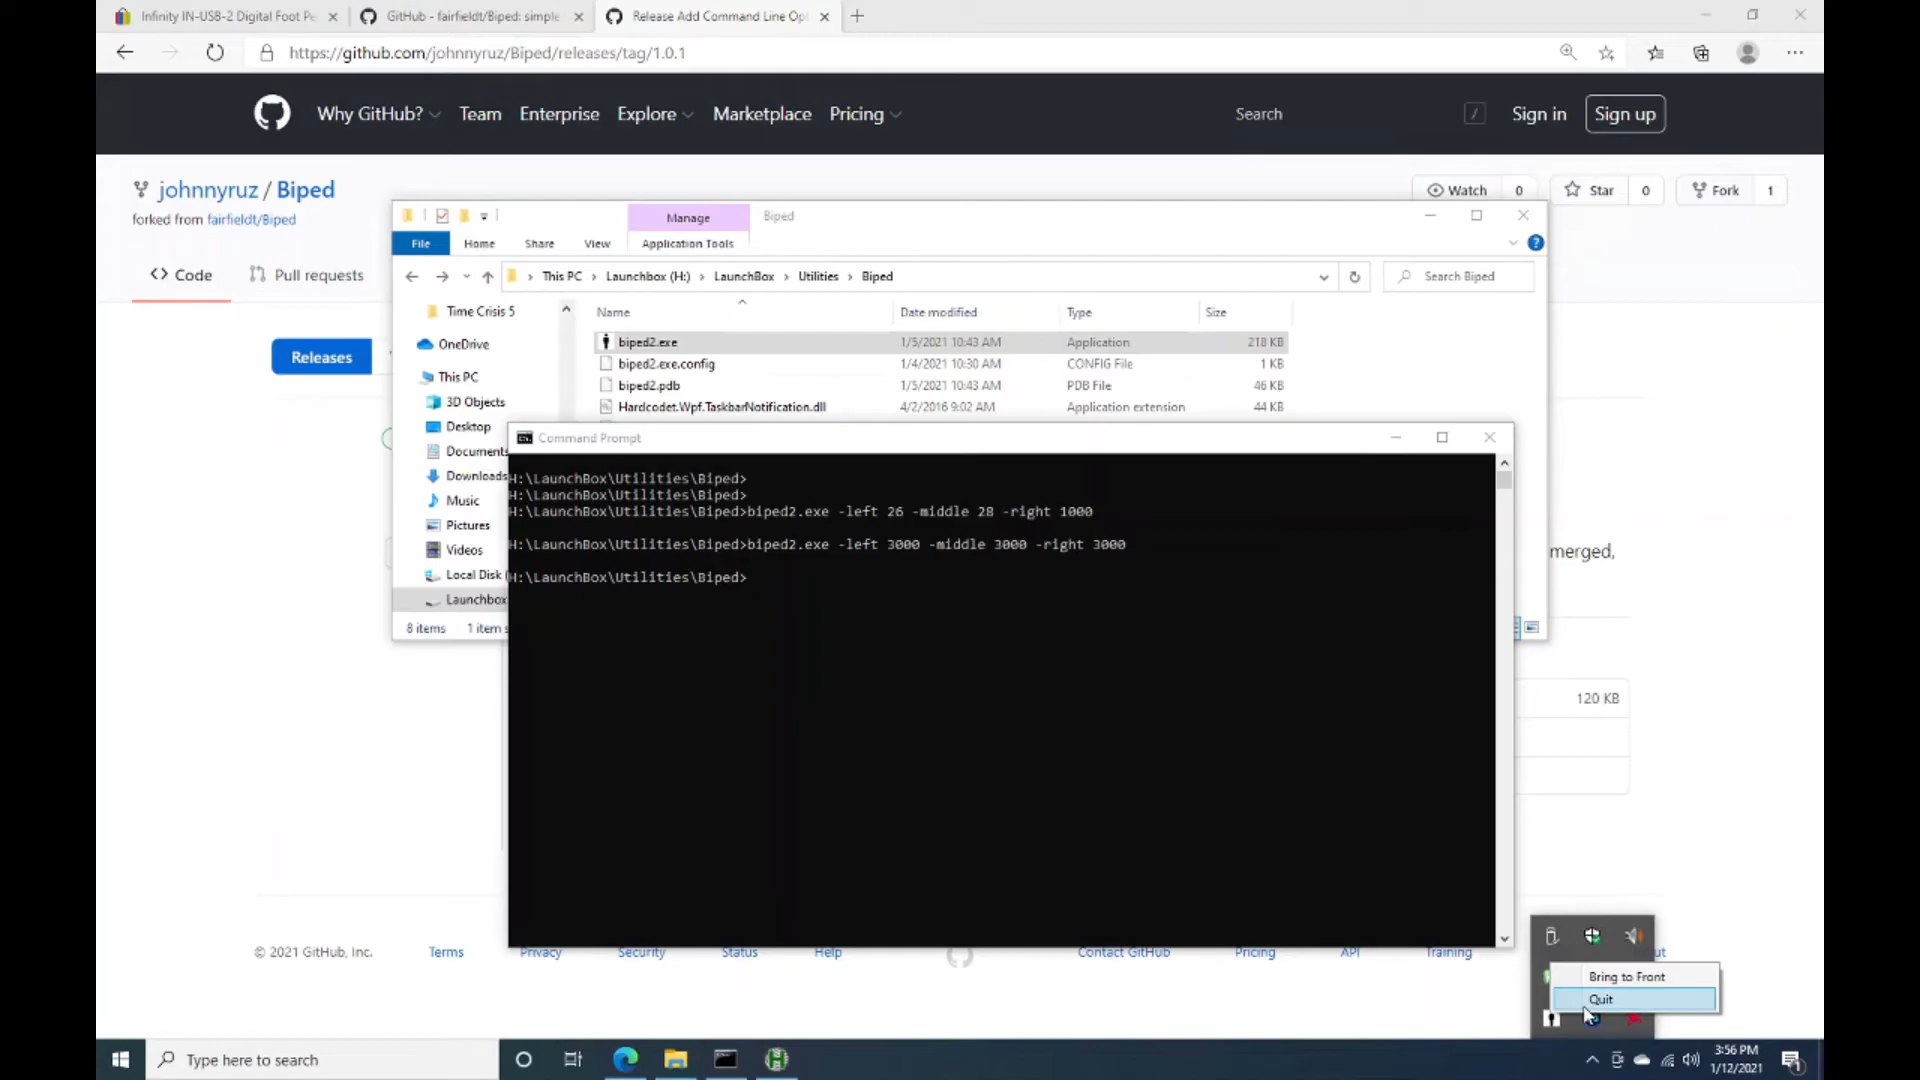 Infinity IN-USB-2 Digital Foot Pe
GitHub - fairfieldt/Biped: simple
Release Add Command Line Op
https://github.com/johnnyruz/Biped/releases/tag/1.0.1
Why GitHub?
Team
Enterprise
Explore
Marketplace
Pricing
Search
/
Sign in
Sign up
johnnyruz / Biped
forked from fairfieldt/Biped
Watch 0
Star 0
Fork 1
Code
Pull requests
Releases
Manage
Biped
File
Home
Share
View
Application Tools
This PC > Launchbox (H:) > LaunchBox > Utilities > Biped
Search Biped
Time Crisis 5
OneDrive
This PC
3D Objects
Desktop
Documents
Downloads
Music
Pictures
Videos
Local Disk (
Launchbox
Name Date modified Type Size
biped2.exe 1/5/2021 10:43 AM Application 218 KB
biped2.exe.config 1/4/2021 10:30 AM CONFIG File 1 KB
biped2.pdb 1/5/2021 10:43 AM PDB File 46 KB
Hardcodet.Wpf.TaskbarNotification.dll 4/2/2016 9:02 AM Application extension 44 KB
8 items 1 item s
Command Prompt
H:\LaunchBox\Utilities\Biped>
H:\LaunchBox\Utilities\Biped>
H:\LaunchBox\Utilities\Biped>biped2.exe -left 26 -middle 28 -right 1000
H:\LaunchBox\Utilities\Biped>biped2.exe -left 3000 -middle 3000 -right 3000
H:\LaunchBox\Utilities\Biped>
merged,
120 KB
© 2021 GitHub, Inc.
Terms
Privacy
Security
Status
Help
Contact GitHub
Pricing
API
Training
ut
Bring to Front
Quit
Type here to search
3:56 PM
1/12/2021
1